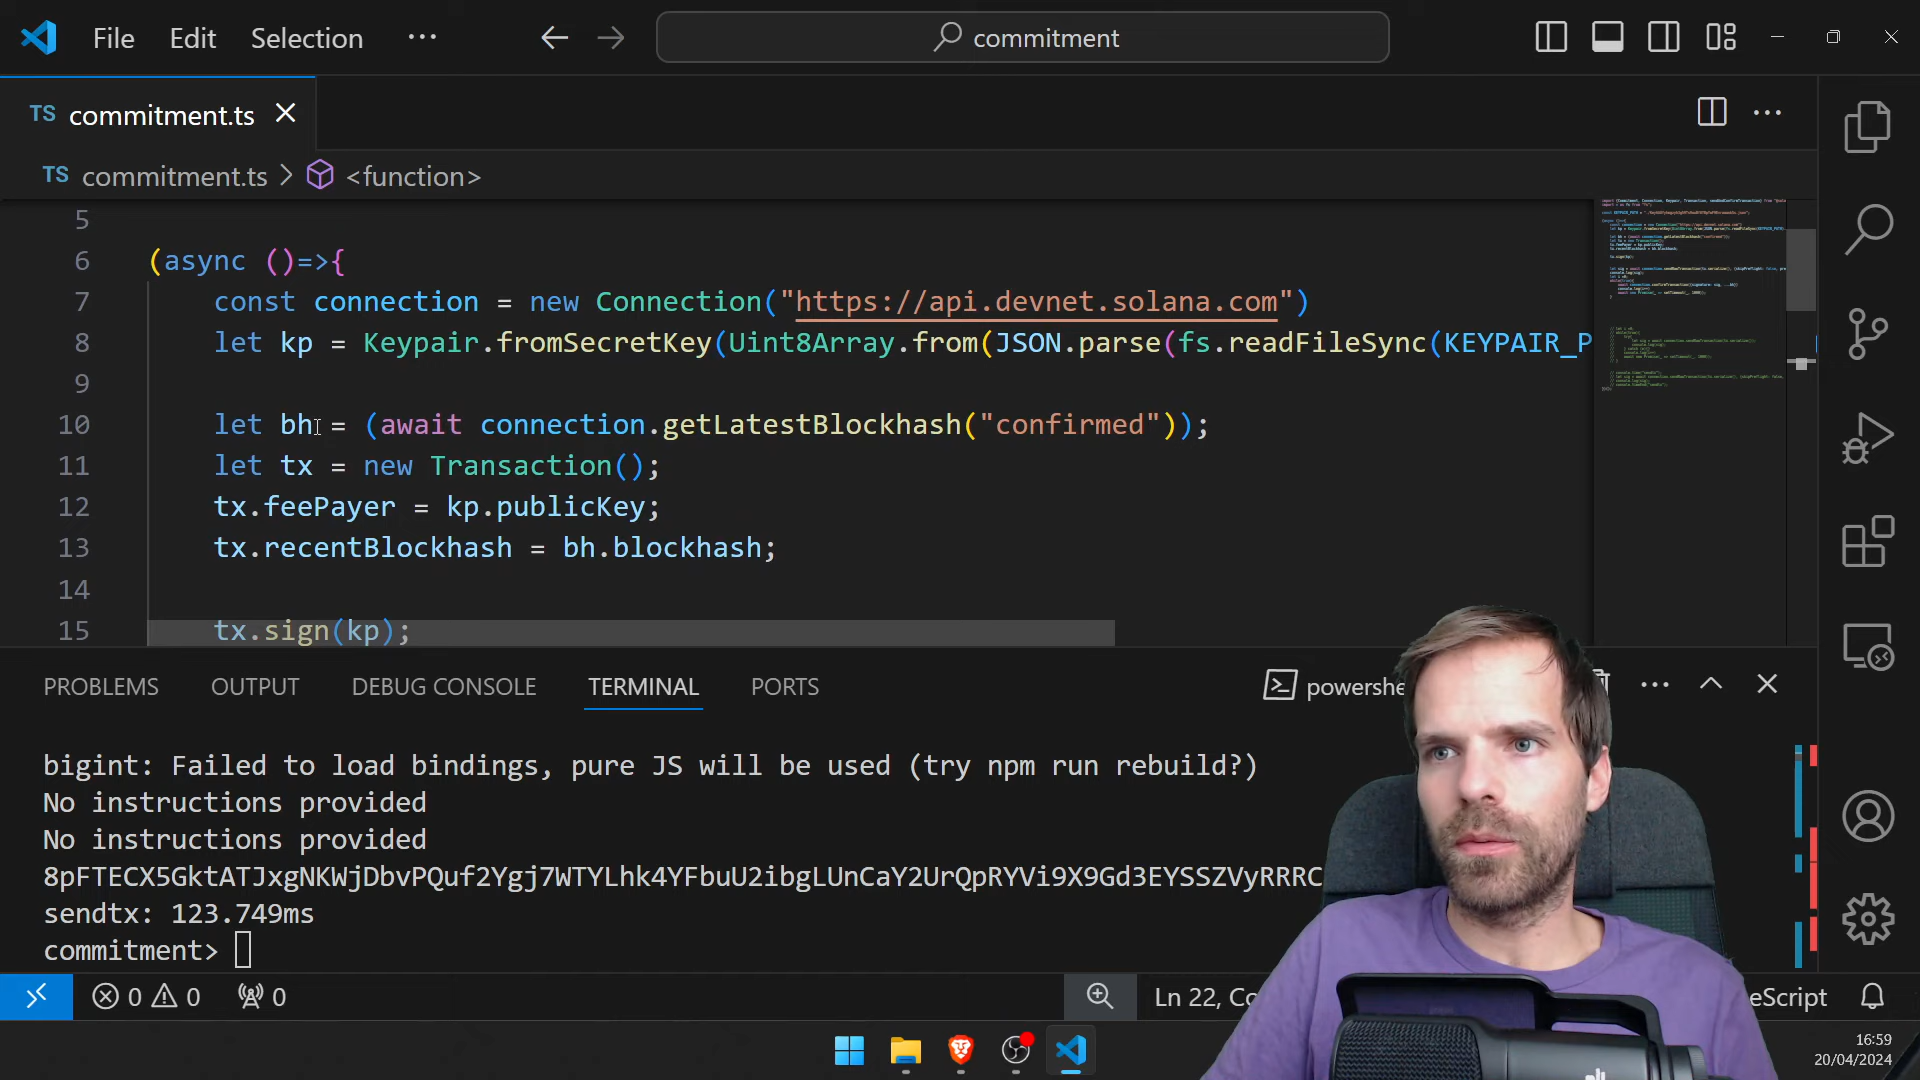 File Edit Selection ··· commitment
TS commitment.ts
TS commitment.ts > <function>
5
6 (async ()=>{
7 const connection = new Connection("https://api.devnet.solana.com")
8 let kp = Keypair.fromSecretKey(Uint8Array.from(JSON.parse(fs.readFileSync(KEYPAIR_P
9
10 let bh = (await connection.getLatestBlockhash("confirmed"));
11 let tx = new Transaction();
12 tx.feePayer = kp.publicKey;
13 tx.recentBlockhash = bh.blockhash;
14
15 tx.sign(kp);
PROBLEMS OUTPUT DEBUG CONSOLE TERMINAL PORTS powershe
bigint: Failed to load bindings, pure JS will be used (try npm run rebuild?)
No instructions provided
No instructions provided
8pFTECX5GktATJxgNKWjDbvPQuf2Ygj7WTYLhk4YFbuU2ibgLUnCaY2UrQpRYVi9X9Gd3EYSSZVyRRRC
sendtx: 123.749ms
commitment>
0 0 0 Ln 22, Co eScript
16:59
20/04/2024